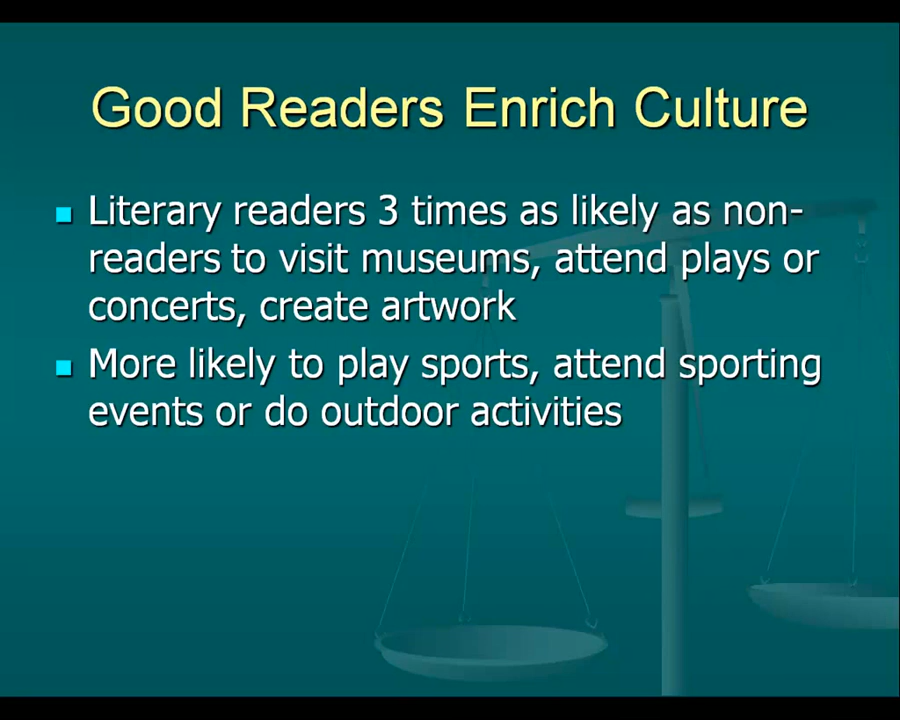 Good Readers Enrich Culture
Literary readers 3 times as likely as non-
readers to visit museums, attend plays or
concerts, create artwork
More likely to play sports, attend sporting
events or do outdoor activities